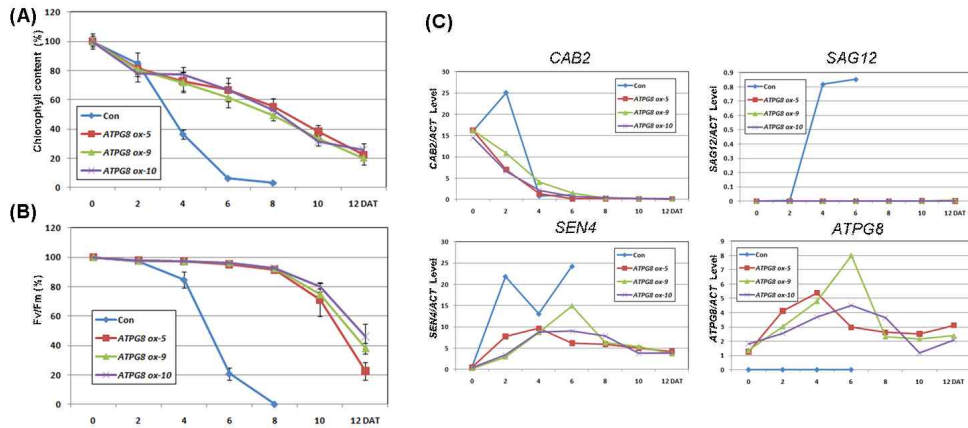 (A)
Chlorophyll content (%)
120
100
80
60
40
20
0
Con
ATPG8 ox-5
ATPG8 ox-9
ATPG8 ox-10
0 2 4 6 8 10 12 DAT
(B)
Fv/Fm (%)
120
100
80
60
40
20
0
Con
ATPG8 ox-5
ATPG8 ox-9
ATPG8 ox-10
0 2 4 6 8 10 12 DAT
(C)
CAB2
CAB2/ACT Level
30
25
20
15
10
5
0
Con
ATPG8 ox-5
ATPG8 ox-9
ATPG8 ox-10
0 2 4 6 8 10 12 DAT
SAG12
SAG12/ACT Level
0.9
0.8
0.7
0.6
0.5
0.4
0.3
0.2
0.1
0
Con
ATPG8 ox-5
ATPG8 ox-9
ATPG8 ox-10
0 2 4 6 8 10 12 DAT
SEN4
SEN4/ACT Level
30
25
20
15
10
5
0
Con
ATPG8 ox-5
ATPG8 ox-9
ATPG8 ox-10
0 2 4 6 8 10 12 DAT
ATPG8
ATPG8/ACT Level
9
8
7
6
5
4
3
2
1
0
Con
ATPG8 ox-5
ATPG8 ox-9
ATPG8 ox-10
0 2 4 6 8 10 12 DAT